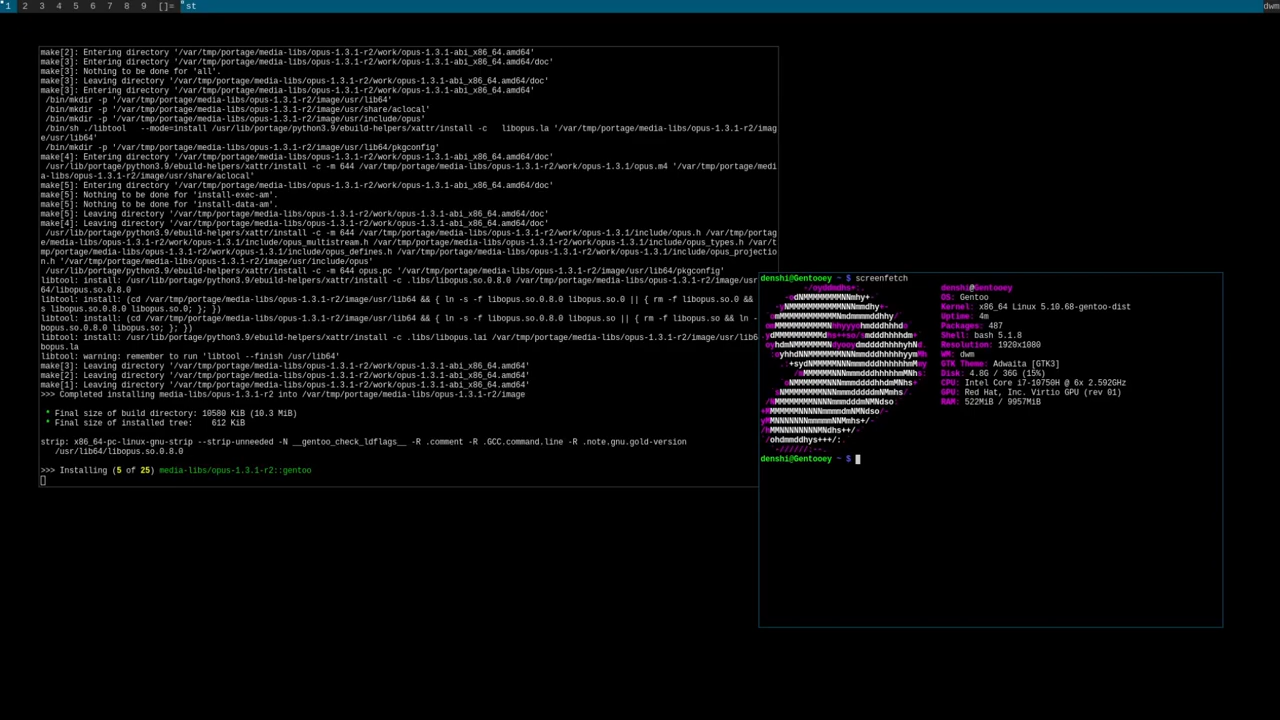 1 2 3 4 5 6 7 8 9 []= st dwm
make[2]: Entering directory '/var/tmp/portage/media-libs/opus-1.3.1-r2/work/opus-1.3.1-abi_x86_64.amd64'
make[3]: Entering directory '/var/tmp/portage/media-libs/opus-1.3.1-r2/work/opus-1.3.1-abi_x86_64.amd64/doc'
make[3]: Nothing to be done for 'all'.
make[3]: Leaving directory '/var/tmp/portage/media-libs/opus-1.3.1-r2/work/opus-1.3.1-abi_x86_64.amd64/doc'
make[3]: Entering directory '/var/tmp/portage/media-libs/opus-1.3.1-r2/work/opus-1.3.1-abi_x86_64.amd64'
/bin/mkdir -p '/var/tmp/portage/media-libs/opus-1.3.1-r2/image/usr/lib64'
/bin/mkdir -p '/var/tmp/portage/media-libs/opus-1.3.1-r2/image/usr/share/aclocal'
/bin/mkdir -p '/var/tmp/portage/media-libs/opus-1.3.1-r2/image/usr/include/opus'
/bin/sh ./libtool   --mode=install /usr/lib/portage/python3.9/ebuild-helpers/xattr/install -c   libopus.la '/var/tmp/portage/media-libs/opus-1.3.1-r2/imag
e/usr/lib64'
/bin/mkdir -p '/var/tmp/portage/media-libs/opus-1.3.1-r2/image/usr/lib64/pkgconfig'
make[4]: Entering directory '/var/tmp/portage/media-libs/opus-1.3.1-r2/work/opus-1.3.1-abi_x86_64.amd64/doc'
/usr/lib/portage/python3.9/ebuild-helpers/xattr/install -c -m 644 /var/tmp/portage/media-libs/opus-1.3.1-r2/work/opus-1.3.1/opus.m4 '/var/tmp/portage/medi
a-libs/opus-1.3.1-r2/image/usr/share/aclocal'
make[5]: Entering directory '/var/tmp/portage/media-libs/opus-1.3.1-r2/work/opus-1.3.1-abi_x86_64.amd64/doc'
make[5]: Nothing to be done for 'install-exec-am'.
make[5]: Nothing to be done for 'install-data-am'.
make[5]: Leaving directory '/var/tmp/portage/media-libs/opus-1.3.1-r2/work/opus-1.3.1-abi_x86_64.amd64/doc'
make[4]: Leaving directory '/var/tmp/portage/media-libs/opus-1.3.1-r2/work/opus-1.3.1-abi_x86_64.amd64/doc'
/usr/lib/portage/python3.9/ebuild-helpers/xattr/install -c -m 644 /var/tmp/portage/media-libs/opus-1.3.1-r2/work/opus-1.3.1/include/opus.h /var/tmp/portag
e/media-libs/opus-1.3.1-r2/work/opus-1.3.1/include/opus_multistream.h /var/tmp/portage/media-libs/opus-1.3.1-r2/work/opus-1.3.1/include/opus_types.h /var/t
mp/portage/media-libs/opus-1.3.1-r2/work/opus-1.3.1/include/opus_defines.h /var/tmp/portage/media-libs/opus-1.3.1-r2/work/opus-1.3.1/include/opus_projectio
n.h '/var/tmp/portage/media-libs/opus-1.3.1-r2/image/usr/include/opus'
/usr/lib/portage/python3.9/ebuild-helpers/xattr/install -c -m 644 opus.pc '/var/tmp/portage/media-libs/opus-1.3.1-r2/image/usr/lib64/pkgconfig'
libtool: install: /usr/lib/portage/python3.9/ebuild-helpers/xattr/install -c .libs/libopus.so.0.8.0 /var/tmp/portage/media-libs/opus-1.3.1-r2/image/usr
/lib64/libopus.so.0.8.0
libtool: install: (cd /var/tmp/portage/media-libs/opus-1.3.1-r2/image/usr/lib64 && { ln -s -f libopus.so.0.8.0 libopus.so.0 || { rm -f libopus.so.0 &&
s libopus.so.0.8.0 libopus.so.0; }; })
libtool: install: (cd /var/tmp/portage/media-libs/opus-1.3.1-r2/image/usr/lib64 && { ln -s -f libopus.so.0.8.0 libopus.so || { rm -f libopus.so && ln -
bopus.so.0.8.0 libopus.so; }; })
libtool: install: /usr/lib/portage/python3.9/ebuild-helpers/xattr/install -c .libs/libopus.lai /var/tmp/portage/media-libs/opus-1.3.1-r2/image/usr/lib6
bopus.la
libtool: warning: remember to run 'libtool --finish /usr/lib64'
make[3]: Leaving directory '/var/tmp/portage/media-libs/opus-1.3.1-r2/work/opus-1.3.1-abi_x86_64.amd64'
make[2]: Leaving directory '/var/tmp/portage/media-libs/opus-1.3.1-r2/work/opus-1.3.1-abi_x86_64.amd64'
make[1]: Leaving directory '/var/tmp/portage/media-libs/opus-1.3.1-r2/work/opus-1.3.1-abi_x86_64.amd64'
>>> Completed installing media-libs/opus-1.3.1-r2 into /var/tmp/portage/media-libs/opus-1.3.1-r2/image
* Final size of build directory: 10580 KiB (10.3 MiB)
* Final size of installed tree:    612 KiB
strip: x86_64-pc-linux-gnu-strip --strip-unneeded -N __gentoo_check_ldflags__ -R .comment -R .GCC.command.line -R .note.gnu.gold-version
/usr/lib64/libopus.so.0.8.0
>>> Installing (5 of 25) media-libs/opus-1.3.1-r2::gentoo
denshi@Gentooey ~ $ screenfetch
denshi@Gentooey
OS: Gentoo
Kernel: x86_64 Linux 5.10.68-gentoo-dist
Uptime: 4m
Packages: 487
Shell: bash 5.1.8
Resolution: 1920x1080
WM: dwm
GTK Theme: Adwaita [GTK3]
Disk: 4.8G / 36G (15%)
CPU: Intel Core i7-10750H @ 6x 2.592GHz
GPU: Red Hat, Inc. Virtio GPU (rev 01)
RAM: 522MiB / 9957MiB
denshi@Gentooey ~ $